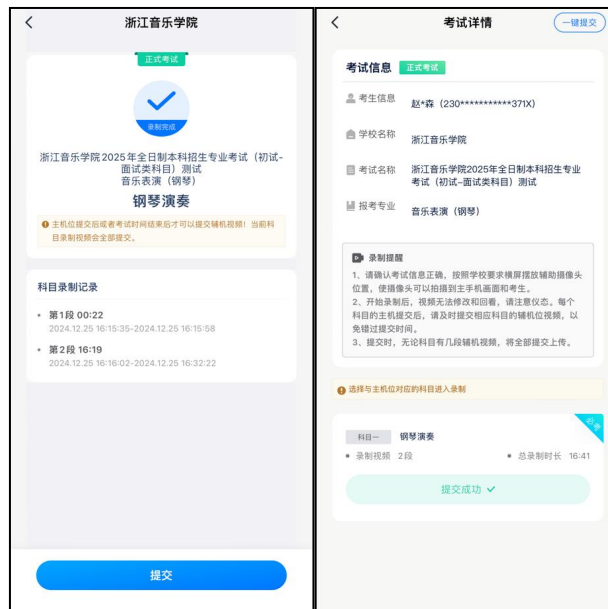 浙江音乐学院
正式考试
录制完成
浙江音乐学院2025年全日制本科招生专业考试（初试-
面试类科目）测试
音乐表演（钢琴）
钢琴演奏
主机位提交后或者考试时间结束后才可以提交辅机视频！当前科
目录制视频会全部提交。
科目录制记录
第1段 00:22
2024.12.25 16:15:35-2024.12.25 16:15:58
第2段 16:19
2024.12.25 16:16:02-2024.12.25 16:32:22
提交
考试详情
一键提交
考试信息 正式考试
考生信息 赵*森（230***********371X）
学校名称 浙江音乐学院
考试名称 浙江音乐学院2025年全日制本科招生专业
考试（初试-面试类科目）测试
报考专业 音乐表演（钢琴）
录制提醒
1、请确认考试信息正确，按照学校要求横屏摆放辅助摄像头
位置，使摄像头可以拍摄到主手机画面和考生。
2、开始录制后，视频无法修改和回看，请注意仪态。每个
科目的主机提交后，请及时提交相应科目的辅机位视频，以
免错过提交时间。
3、提交时，无论科目有几段辅机视频，将全部提交上传。
选择与主机位对应的科目进入录制
必考
科目一 钢琴演奏
录制视频 2段 总录制时长 16:41
提交成功